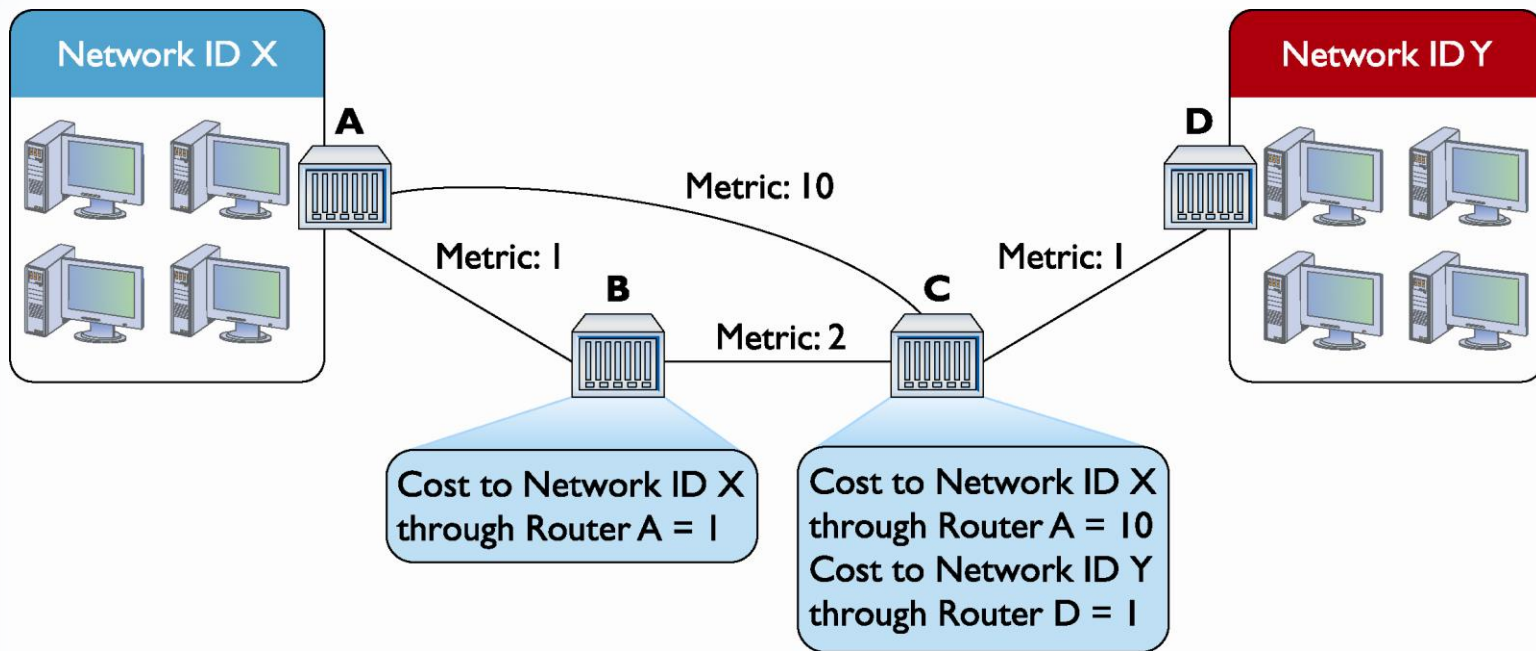 Network ID X
Network ID Y
A
D
Metric: 10
Metric: 1
Metric: 1
B
C
Metric: 2
Cost to Network ID X
through Router A = 1
Cost to Network ID X
through Router A = 10
Cost to Network ID Y
through Router D = 1